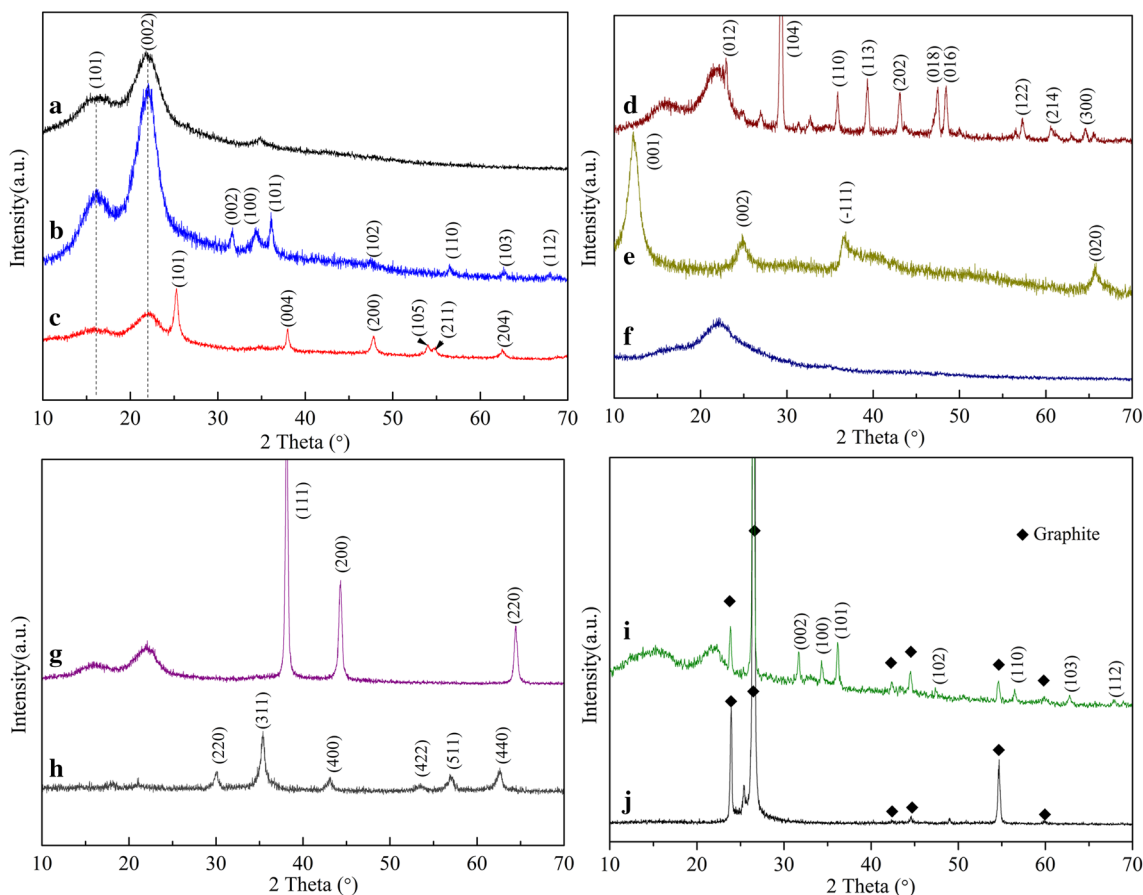 (002)
(101)
a
b
(002)
(100)
(101)
(102)
(110)
(103)
(112)
(101)
c
(004)
(200)
(105)
(211)
(204)
10 20 30 40 50 60 70
2 Theta (°)
Intensity(a.u.)
(012)
(104)
(110)
(113)
(202)
(018)
(016)
(122)
(214)
(300)
d
(001)
(002)
(-111)
(020)
e
f
10 20 30 40 50 60 70
2 Theta (°)
Intensity(a.u.)
(111)
(200)
(220)
g
(220)
(311)
(400)
(422)
(511)
(440)
h
10 20 30 40 50 60 70
2 Theta (°)
Intensity(a.u.)
Graphite
i
(002)
(100)
(101)
(102)
(110)
(103)
(112)
j
10 20 30 40 50 60 70
2 Theta (°)
Intensity(a.u.)